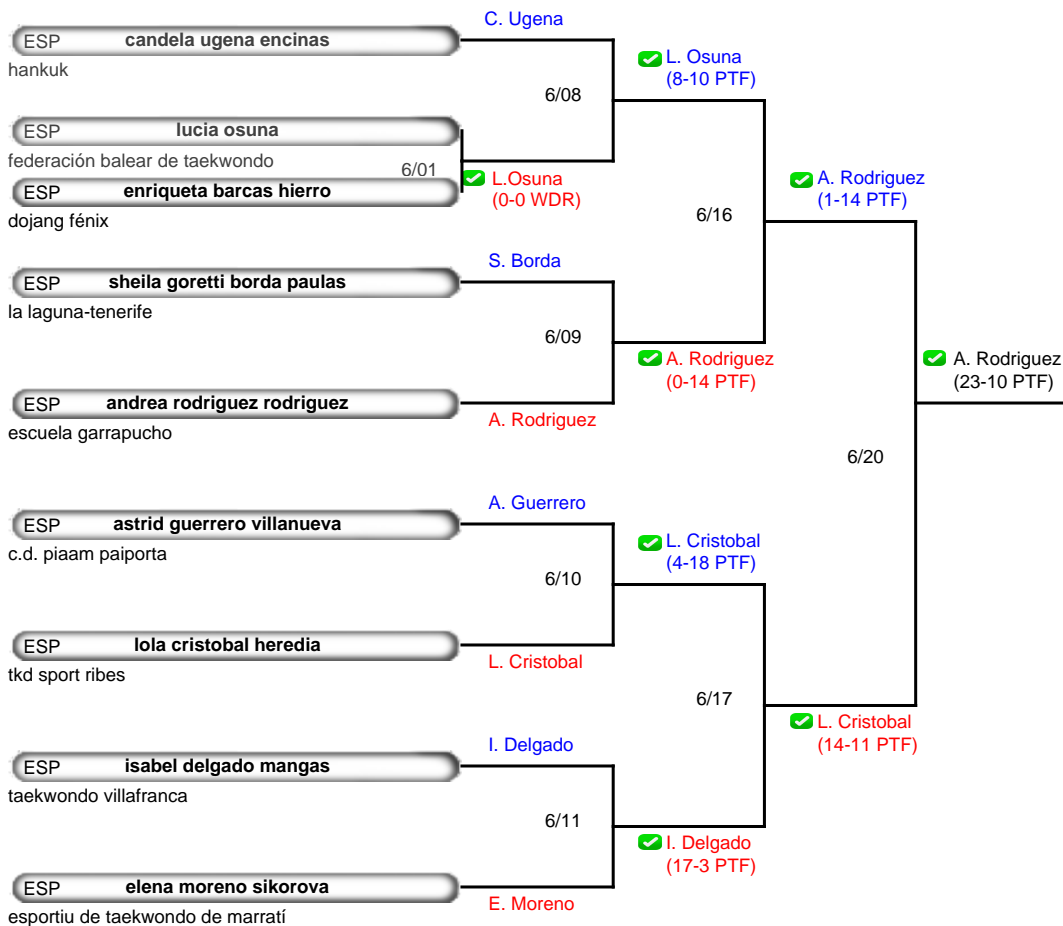 C. Ugena
ESP candela ugena encinas
hankuk
L. Osuna
(8-10 PTF)
6/08
ESP lucia osuna
federación balear de taekwondo
6/01
L.Osuna
(0-0 WDR)
ESP enriqueta barcas hierro
dojang fénix
A. Rodriguez
(1-14 PTF)
6/16
S. Borda
ESP sheila goretti borda paulas
la laguna-tenerife
6/09
A. Rodriguez
(0-14 PTF)
A. Rodriguez
(23-10 PTF)
ESP andrea rodriguez rodriguez
escuela garrapucho
A. Rodriguez
6/20
A. Guerrero
ESP astrid guerrero villanueva
c.d. piaam paiporta
L. Cristobal
(4-18 PTF)
6/10
ESP lola cristobal heredia
tkd sport ribes
L. Cristobal
6/17
L. Cristobal
(14-11 PTF)
I. Delgado
ESP isabel delgado mangas
taekwondo villafranca
6/11
I. Delgado
(17-3 PTF)
ESP elena moreno sikorova
esportiu de taekwondo de marratí
E. Moreno